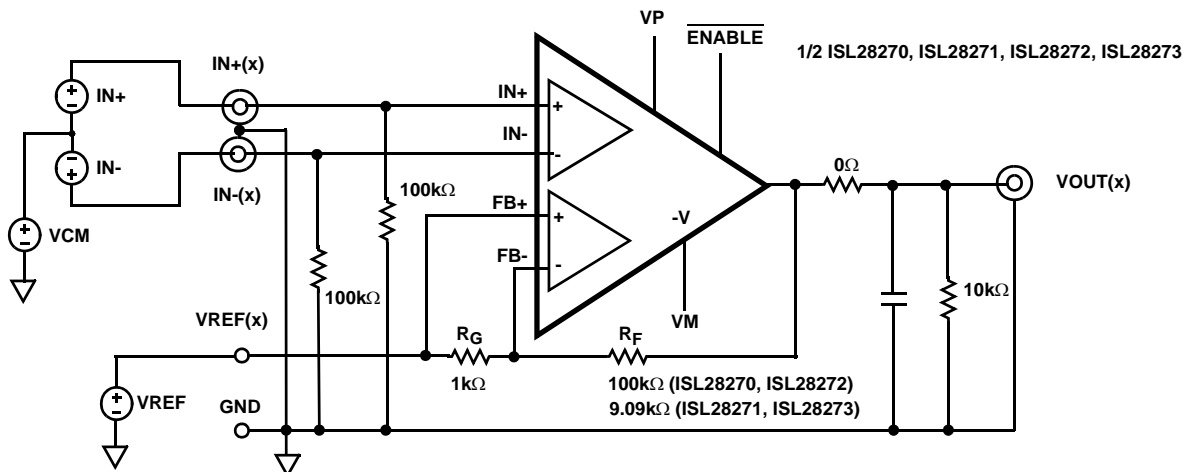 VP
ENABLE
1/2 ISL28270, ISL28271, ISL28272, ISL28273
IN+(x)
IN+
+
-
IN+
+
IN-
-
0Ω
VOUT(x)
-
+
IN-
IN-(x)
100kΩ
FB+
+
-V
+
-
VCM
FB-
-
100kΩ
10kΩ
VREF(x)
VM
RG
RF
1kΩ
100kΩ (ISL28270, ISL28272)
9.09kΩ (ISL28271, ISL28273)
+
-
VREF
GND